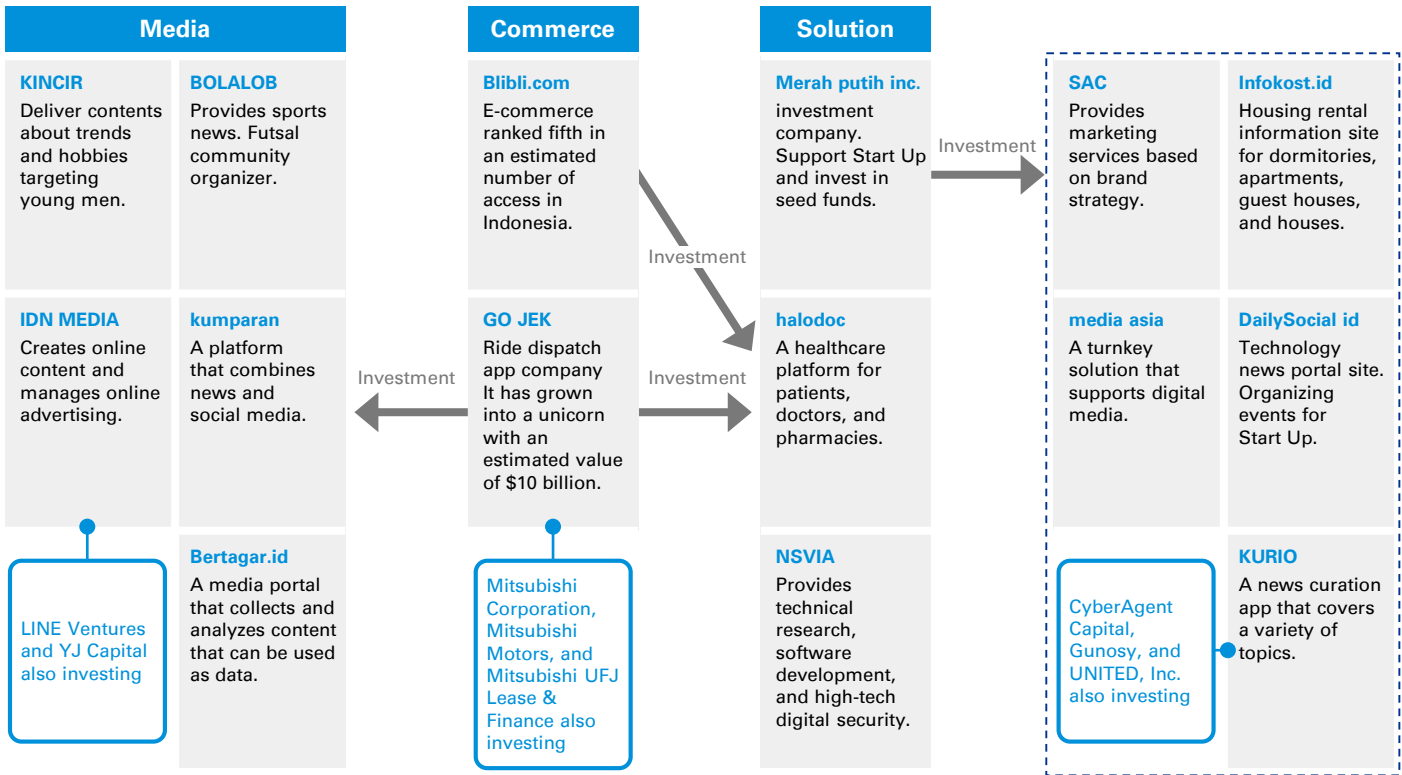 Media
KINCIR
Deliver contents
about trends
and hobbies
targeting
young men.
BOLALOB
Provides sports
news. Futsal
community
organizer.
IDN MEDIA
Creates online
content and
manages online
advertising.
kumparan
A platform
that combines
news and
social media.
LINE Ventures
and YJ Capital
also investing
Bertagar.id
A media portal
that collects and
analyzes content
that can be used
as data.
Investment
Commerce
Blibli.com
E-commerce
ranked fifth in
an estimated
number of
access in
Indonesia.
GO JEK
Ride dispatch
app company
It has grown
into a unicorn
with an
estimated value
of $10 billion.
Mitsubishi
Corporation,
Mitsubishi
Motors, and
Mitsubishi UFJ
Lease &
Finance also
investing
Investment
Investment
Solution
Merah putih inc.
investment
company.
Support Start Up
and invest in
seed funds.
halodoc
A healthcare
platform for
patients,
doctors, and
pharmacies.
NSVIA
Provides
technical
research,
software
development,
and high-tech
digital security.
Investment
SAC
Provides
marketing
services based
on brand
strategy.
Infokost.id
Housing rental
information site
for dormitories,
apartments,
guest houses,
and houses.
media asia
A turnkey
solution that
supports digital
media.
DailySocial id
Technology
news portal site.
Organizing
events for
Start Up.
CyberAgent
Capital,
Gunosy, and
UNITED, Inc.
also investing
KURIO
A news curation
app that covers
a variety of
topics.